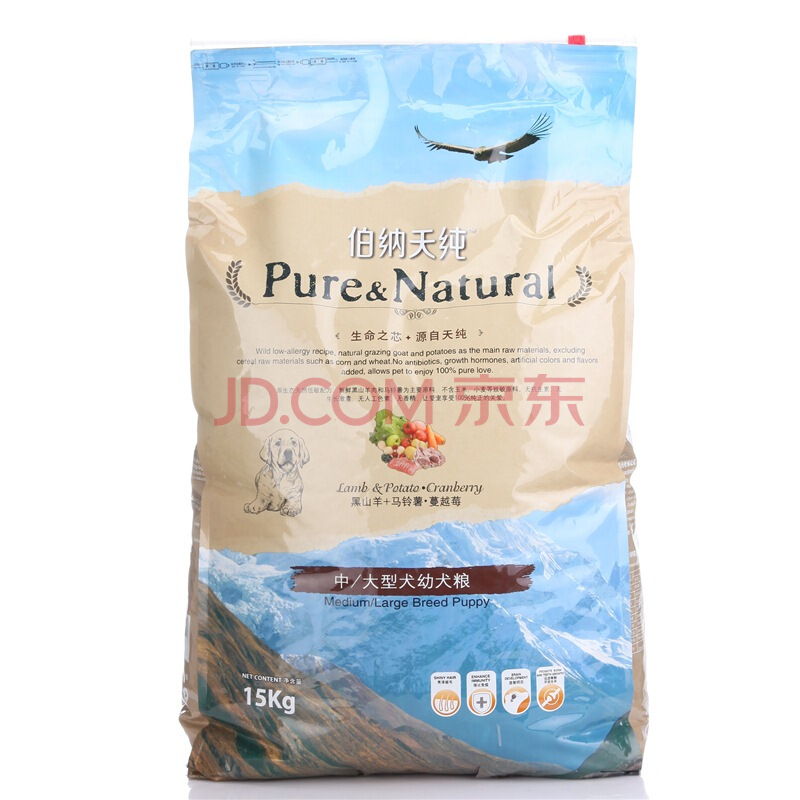 伯纳天纯
Pure&Natural
生命之芯 + 源自天纯
Wild low-allergy recipe, natural grazing goat and potatoes as the main raw materials, excluding
cereal raw materials such as corn and wheat.No antibiotics, growth hormones, artificial colors and flavors
added, allows pet to enjoy 100% pure love.
JD.COM 京东
Lamb & Potato • Cranberry
黑山羊+马铃薯•蔓越莓
中/大型犬幼犬粮
Medium/Large Breed Puppy
NET CONTENT 净含量
15Kg
SHINY HAIR
ENHANCE IMMUNITY
BRAIN DEVELOPMENT